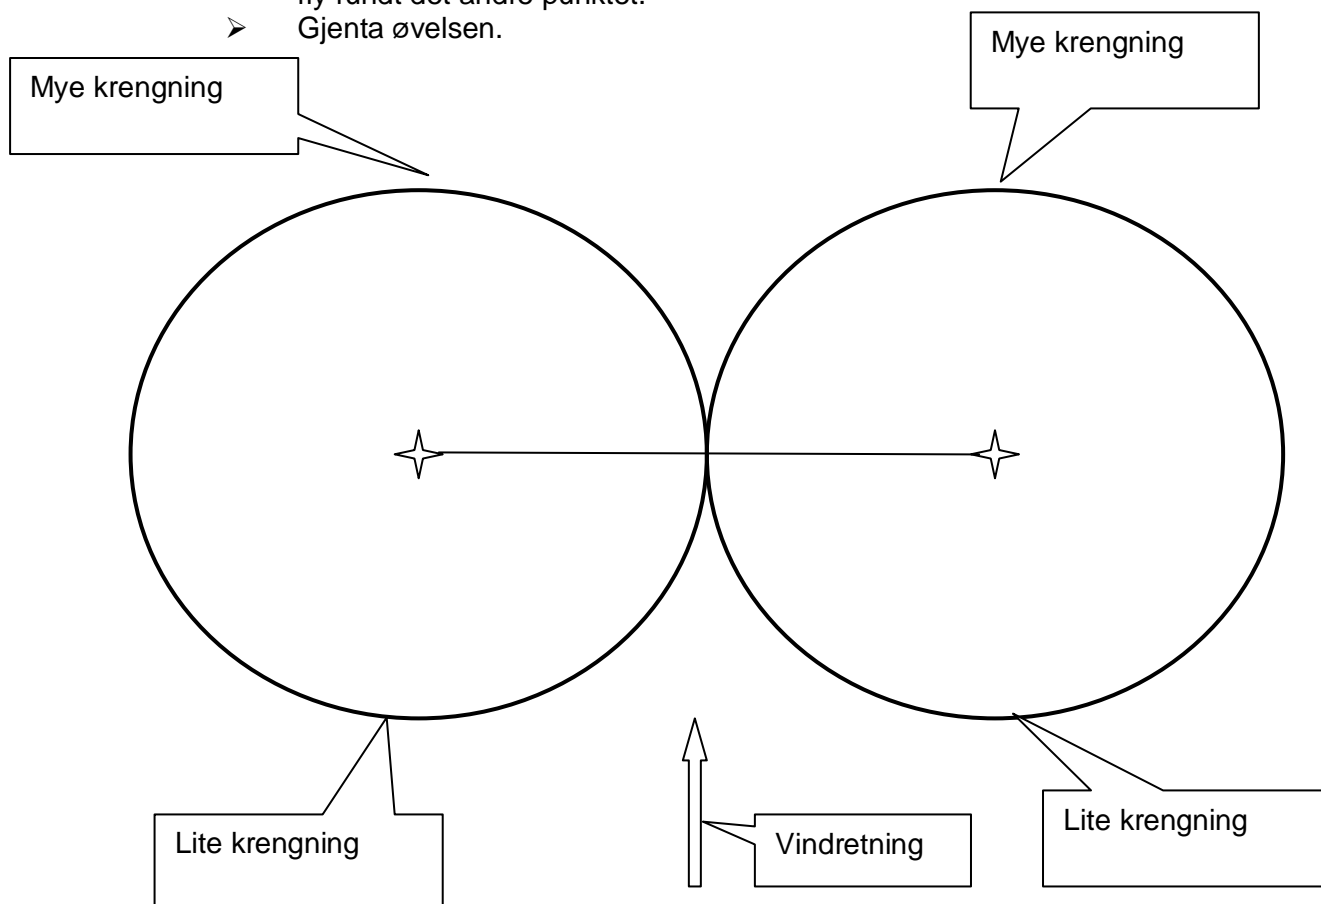 fly rundt det andre punktet.
➢ Gjenta øvelsen.
Mye krengning
Mye krengning
Lite krengning
Vindretning
Lite krengning